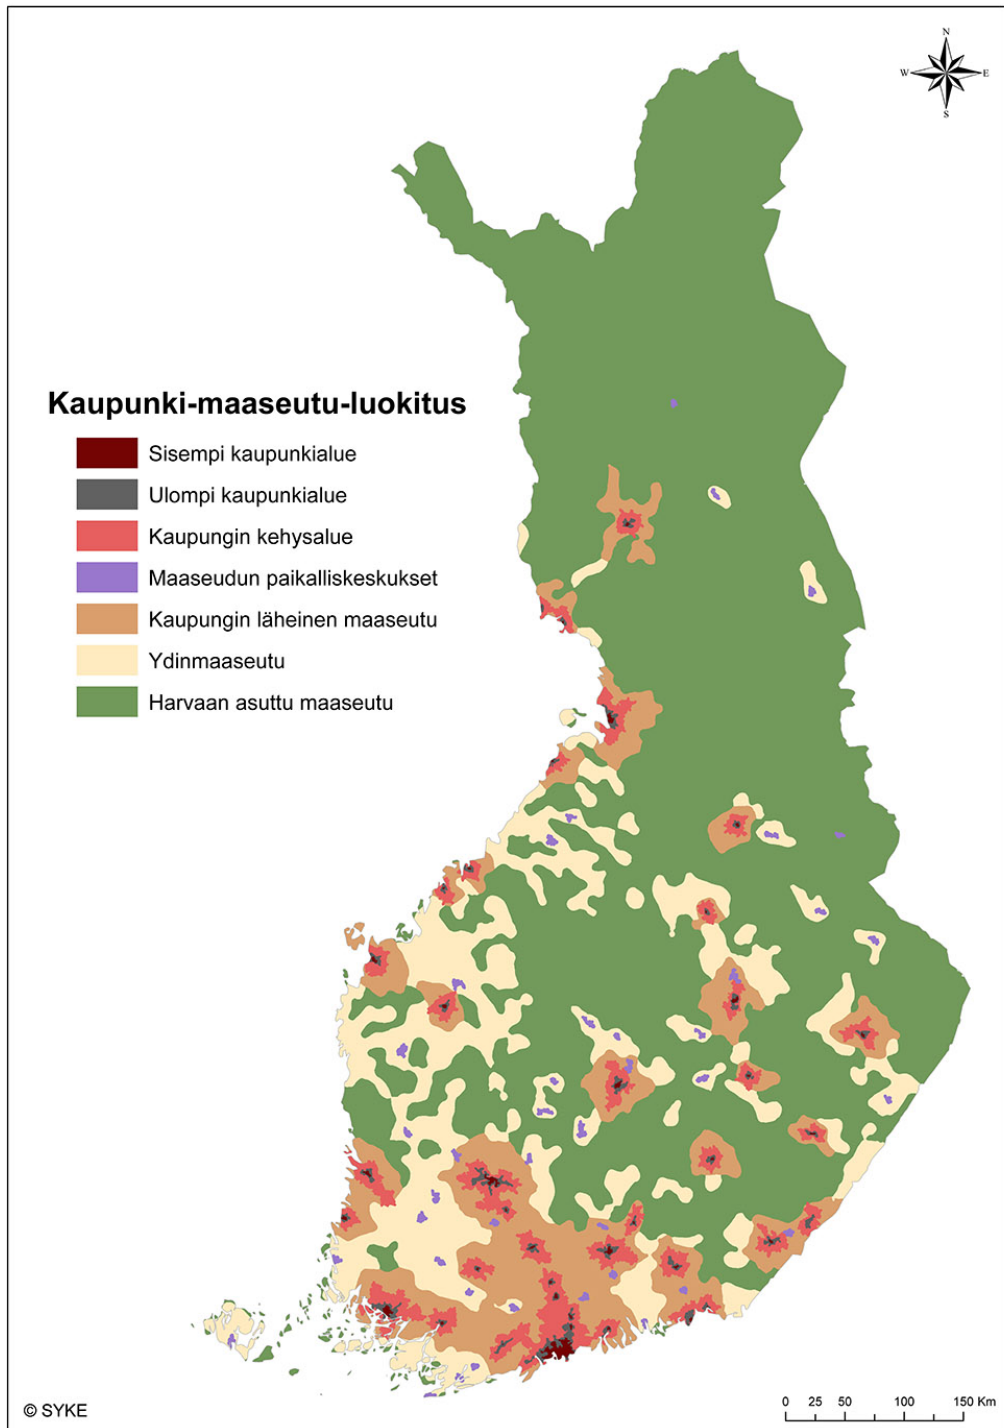 N
W E
S
Kaupunki-maaseutu-luokitus
Sisempi kaupunkialue
Ulompi kaupunkialue
Kaupungin kehysalue
Maaseudun paikalliskeskukset
Kaupungin läheinen maaseutu
Ydinmaaseutu
Harvaan asuttu maaseutu
© SYKE
0 25 50 100 150 Km